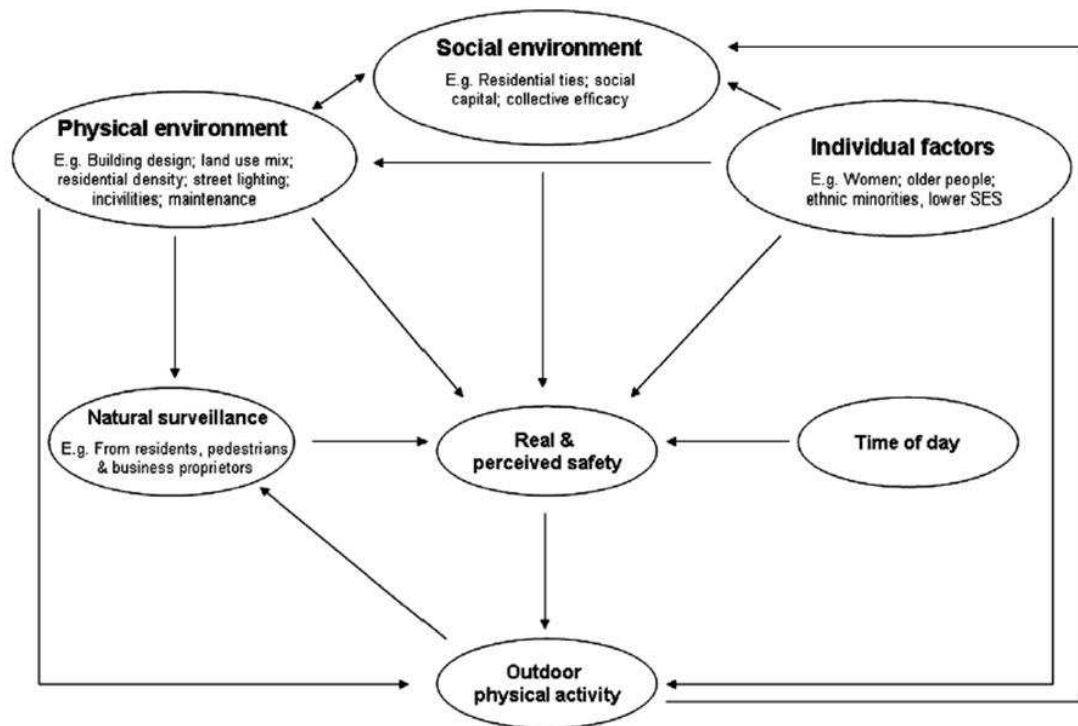 Social environment
E.g. Residential ties; social
capital; collective efficacy
Physical environment
E.g. Building design; land use mix;
residential density; street lighting;
incivilities; maintenance
Individual factors
E.g. Women; older people;
ethnic minorities, lower SES
Natural surveillance
E.g. From residents, pedestrians
& business proprietors
Real &
perceived safety
Time of day
Outdoor
physical activity